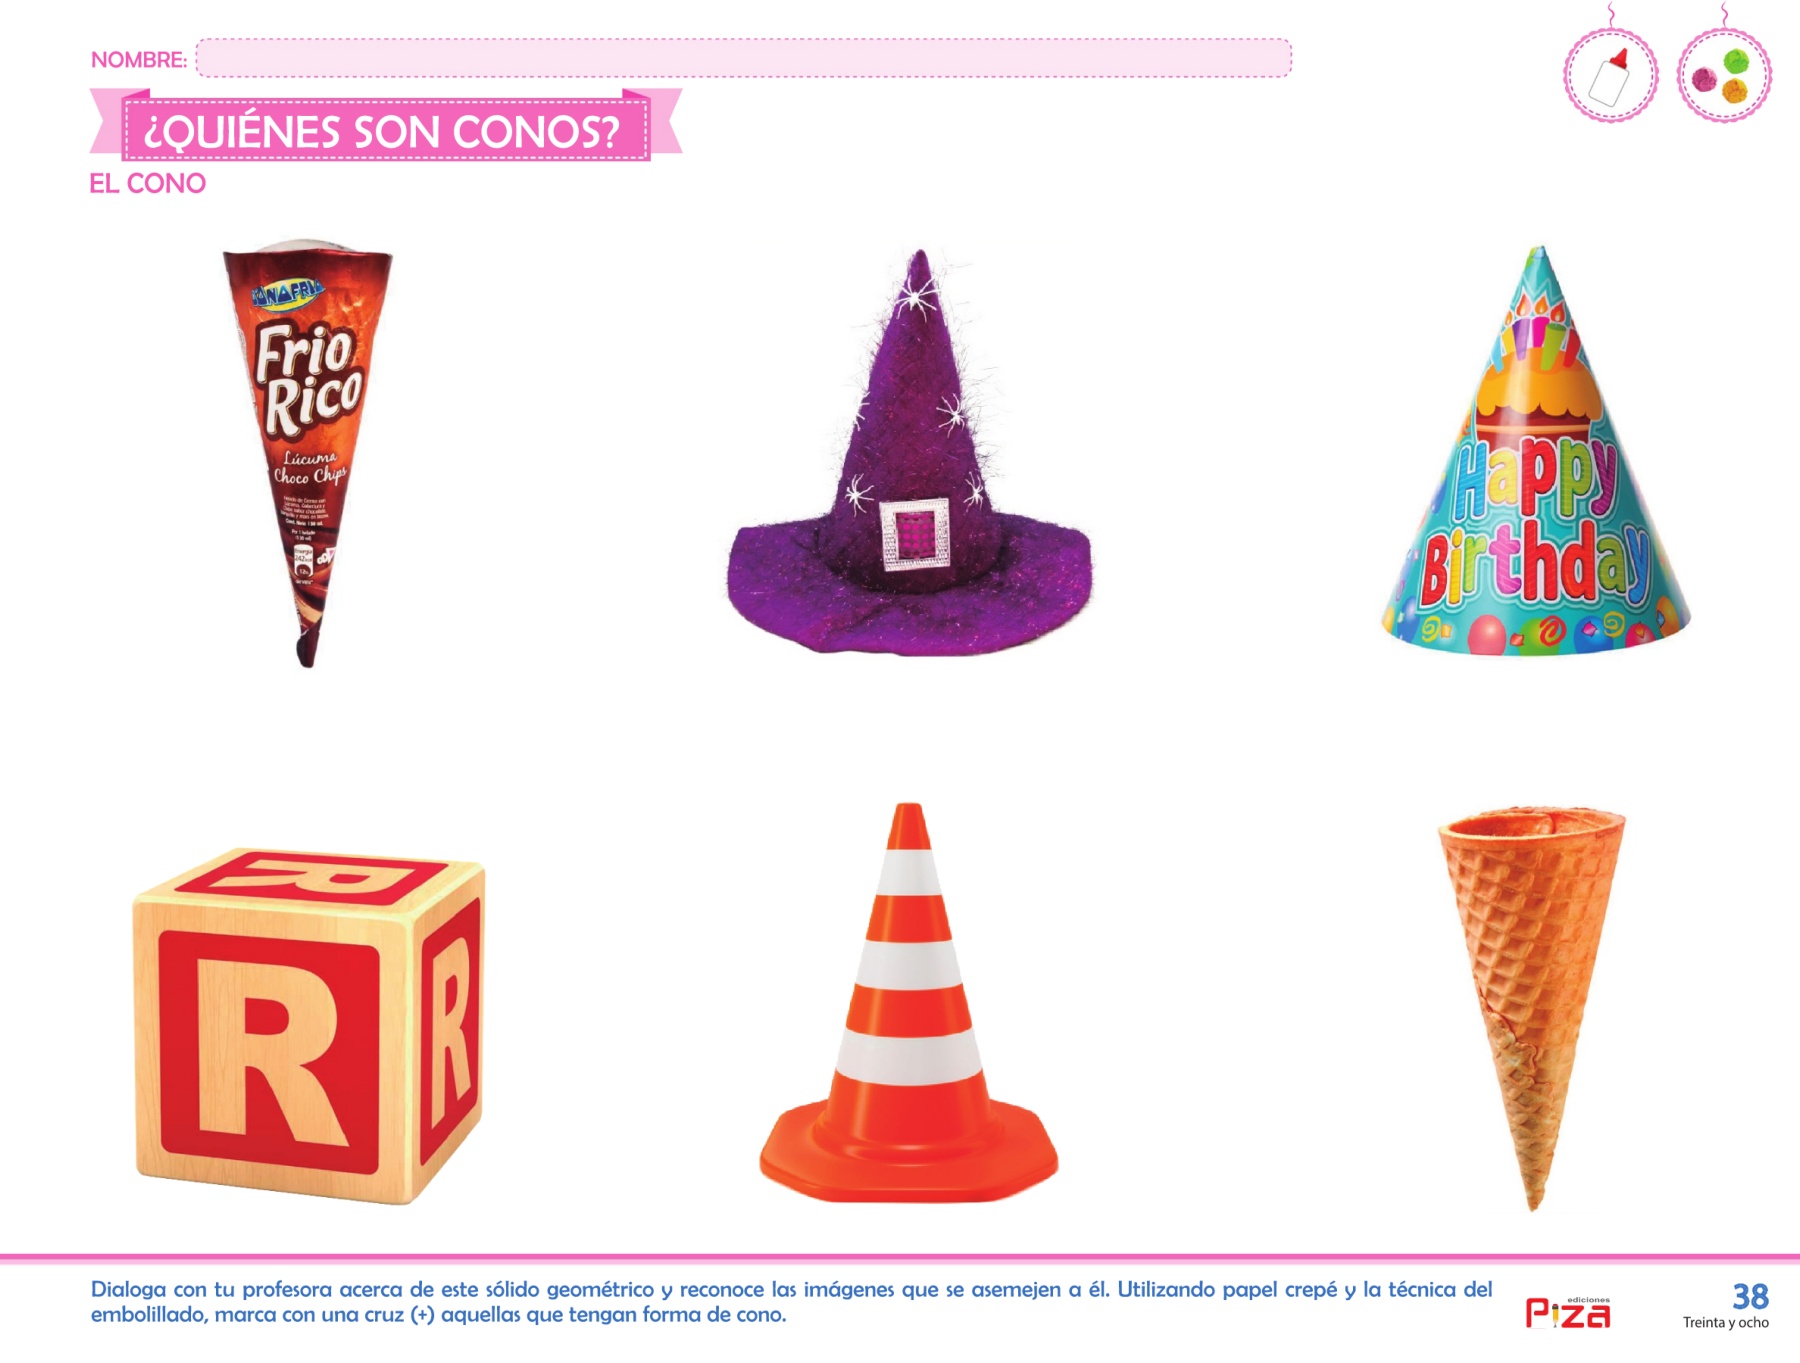 NOMBRE:
¿QUIÉNES SON CONOS?
EL CONO
Frio
Rico
Lúcuma
Choco Chips
Happy
Birthday
R
R
R
Dialoga con tu profesora acerca de este sólido geométrico y reconoce las imágenes que se asemejen a él. Utilizando papel crepé y la técnica del
embolillado, marca con una cruz (+) aquellas que tengan forma de cono.
ediciones
Piza
38
Treinta y ocho